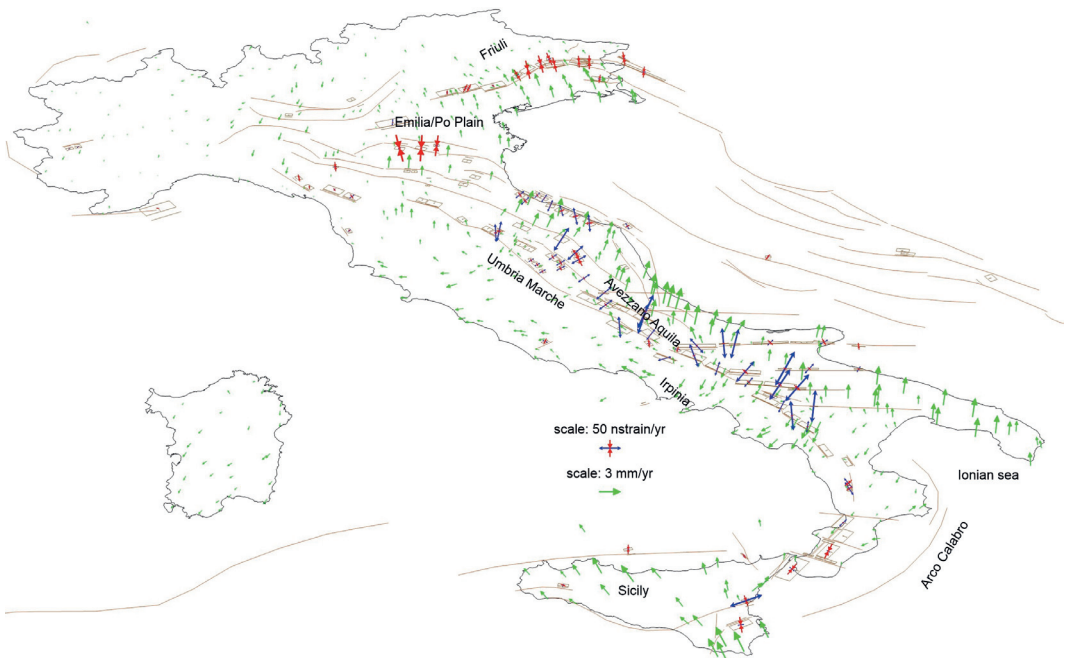 Friuli
Emilia/Po Plain
Umbria Marche
Avezzano Aquila
Irpinia
scale: 50 nstrain/yr
scale: 3 mm/yr
Ionian sea
Arco Calabro
Sicily